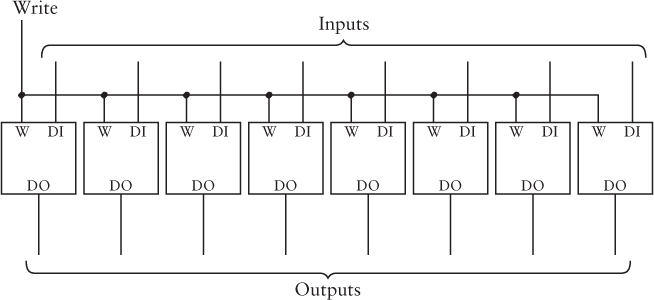 Write
Inputs
W DI W DI W DI W DI W DI W DI W DI W DI
DO DO DO DO DO DO DO DO
Outputs